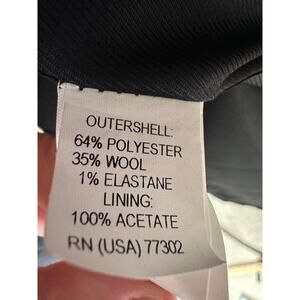 OUTERSHELL:
64% POLYESTER
35% WOOL
1% ELASTANE
LINING:
100% ACETATE
RN (USA) 77302